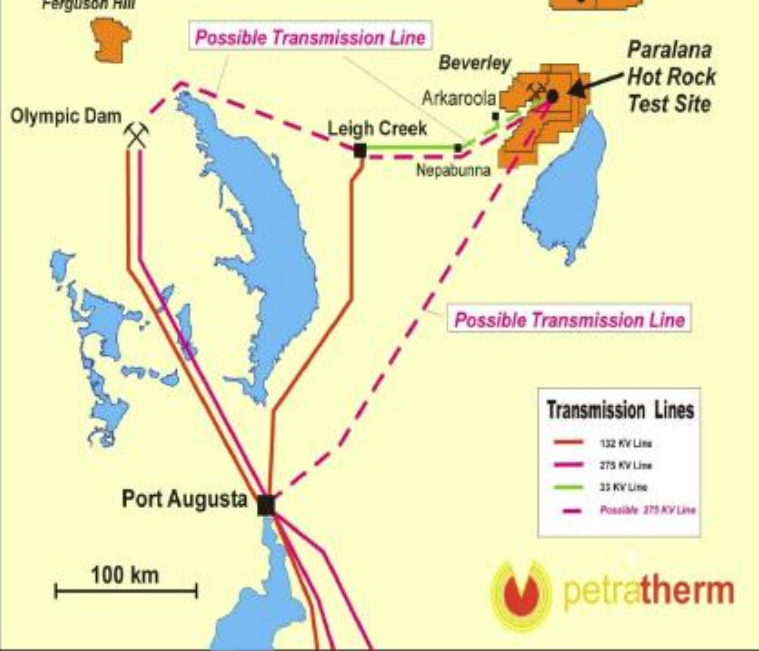 Ferguson Hill
Possible Transmission Line
Beverley
Paralana
Hot Rock
Test Site
Arkaroola
Olympic Dam
Leigh Creek
Nepabunna
Possible Transmission Line
Transmission Lines
132 KV Line
275 KV Line
33 KV Line
Possible 275 KV Line
Port Augusta
100 km
petratherm